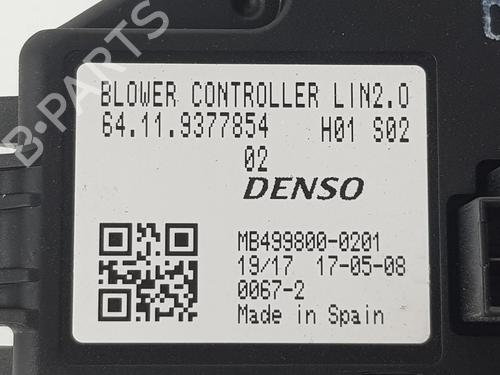 BLOWER CONTROLLER LIN2.0
64.11.9377854 H01 S02
02
DENSO
MB499800-0201
19/17 17-05-08
0067-2
Made in Spain
B-PARTS